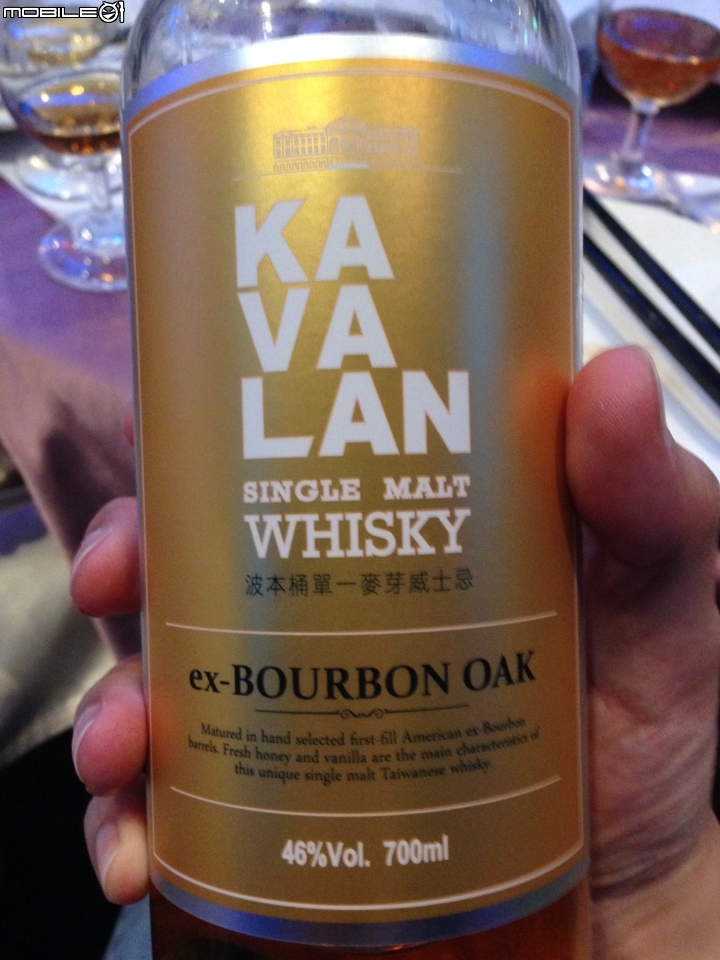 MOBILE01
KA
VA
LAN
SINGLE MALT
WHISKY
波本桶單一麥芽威士忌
ex-BOURBON OAK
Matured in hand selected first-fill American ex-Bourbon
barrels. Fresh honey and vanilla are the main characteristics of
this unique single malt Taiwanese whisky.
46%Vol. 700ml